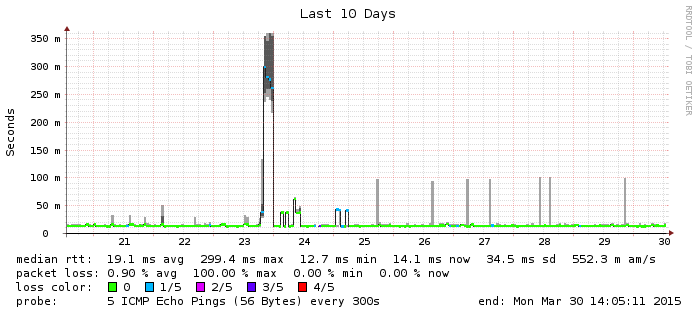 Last 10 Days
RRDTOOL / TOBI OETIKER
Seconds
350 m
300 m
250 m
200 m
150 m
100 m
50 m
0
21 22 23 24 25 26 27 28 29 30
median rtt: 19.1 ms avg 299.4 ms max 12.7 ms min 14.1 ms now 34.5 ms sd 552.3 m am/s
packet loss: 0.90 % avg 100.00 % max 0.00 % min 0.00 % now
loss color: 0 1/5 2/5 3/5 4/5
probe: 5 ICMP Echo Pings (56 Bytes) every 300s end: Mon Mar 30 14:05:11 2015